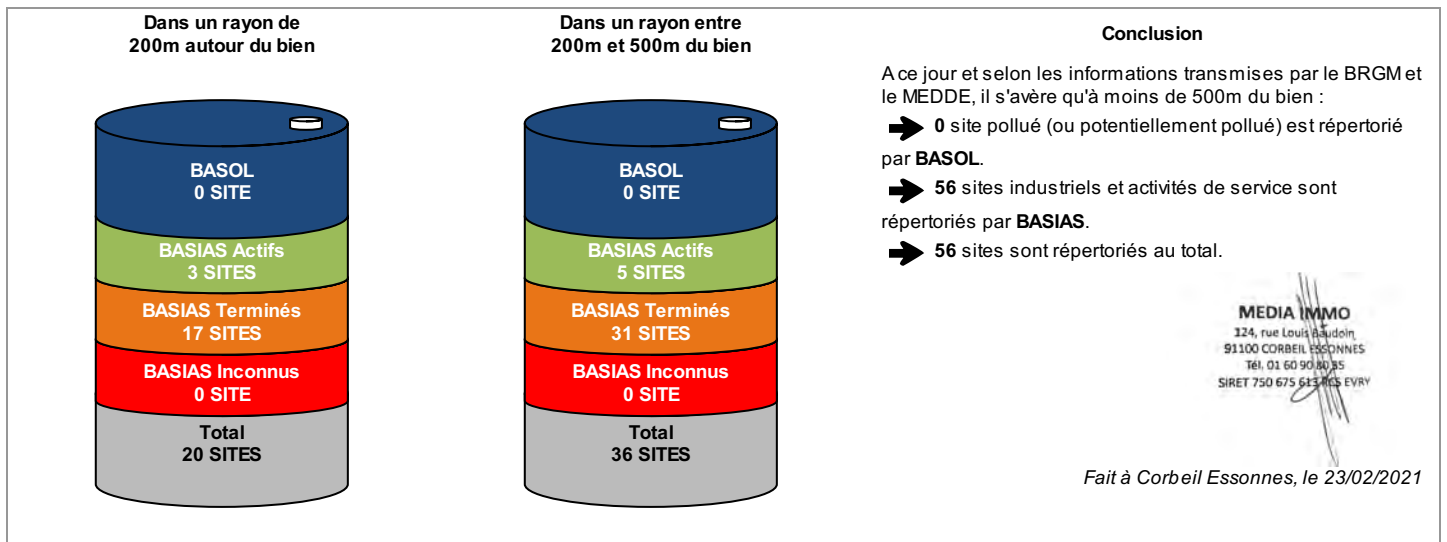 Dans un rayon de
200m autour du bien
BASOL
0 SITE
BASIAS Actifs
3 SITES
BASIAS Terminés
17 SITES
BASIAS Inconnus
0 SITE
Total
20 SITES
Dans un rayon entre
200m et 500m du bien
BASOL
0 SITE
BASIAS Actifs
5 SITES
BASIAS Terminés
31 SITES
BASIAS Inconnus
0 SITE
Total
36 SITES
Conclusion
A ce jour et selon les informations transmises par le BRGM et
le MEDDE, il s'avère qu'à moins de 500m du bien :
0 site pollué (ou potentiellement pollué) est répertorié
par BASOL.
56 sites industriels et activités de service sont
répertoriés par BASIAS.
56 sites sont répertoriés au total.
MEDIA IMMO
124, rue Louis Baudoin
91100 CORBEIL ESSONNES
Tél. 01 60 90 80 85
SIRET 750 675 613 RCS EVRY
Fait à Corbeil Essonnes, le 23/02/2021